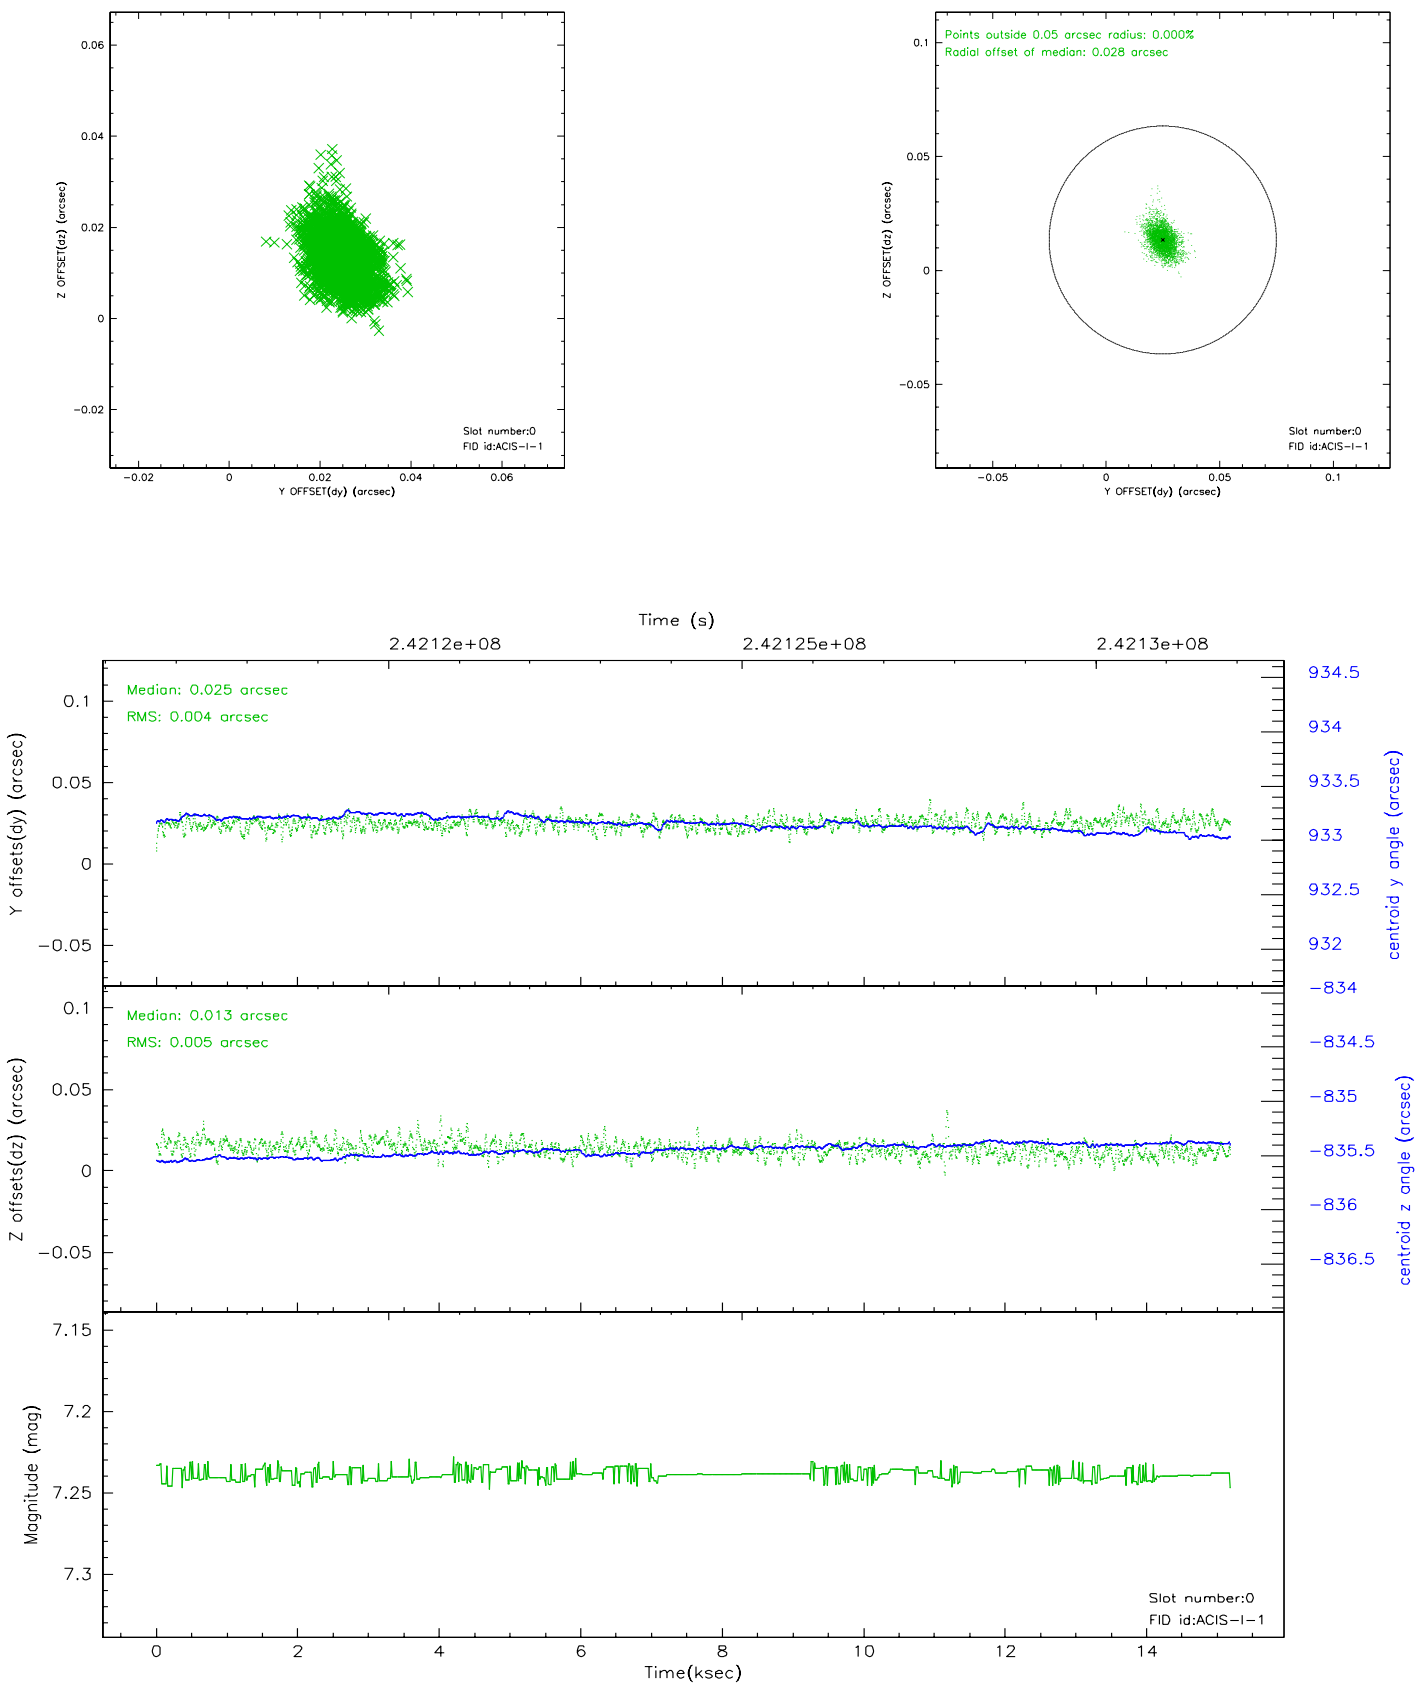 0.06
0.04
0.02
0
-0.02
Z OFFSET(dz) (arcsec)
Slot number:0
FID id:ACIS-I-1
-0.02 0 0.02 0.04 0.06
Y OFFSET(dy) (arcsec)
Points outside 0.05 arcsec radius: 0.000%
Radial offset of median: 0.028 arcsec
0.1
0.05
0
-0.05
Z OFFSET(dz) (arcsec)
Slot number:0
FID id:ACIS-I-1
-0.05 0 0.05 0.1
Y OFFSET(dy) (arcsec)
Time (s)
2.4212e+08 2.42125e+08 2.4213e+08
Median: 0.025 arcsec
RMS: 0.004 arcsec
0.1
0.05
0
-0.05
Y offsets(dy) (arcsec)
934.5
934
933.5
933
932.5
932
centroid y angle (arcsec)
Median: 0.013 arcsec
RMS: 0.005 arcsec
0.1
0.05
0
-0.05
Z offsets(dz) (arcsec)
-834
-834.5
-835
-835.5
-836
-836.5
centroid z angle (arcsec)
7.15
7.2
7.25
7.3
Magnitude (mag)
Slot number:0
FID id:ACIS-I-1
0 2 4 6 8 10 12 14
Time(ksec)